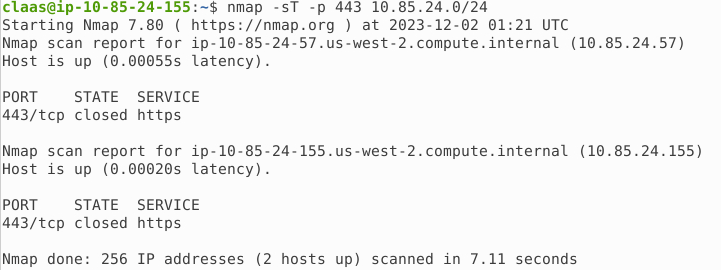 claas@ip-10-85-24-155:~$ nmap -sT -p 443 10.85.24.0/24
Starting Nmap 7.80 ( https://nmap.org ) at 2023-12-02 01:21 UTC
Nmap scan report for ip-10-85-24-57.us-west-2.compute.internal (10.85.24.57)
Host is up (0.00055s latency).

PORT    STATE  SERVICE
443/tcp closed https

Nmap scan report for ip-10-85-24-155.us-west-2.compute.internal (10.85.24.155)
Host is up (0.00020s latency).

PORT    STATE  SERVICE
443/tcp closed https

Nmap done: 256 IP addresses (2 hosts up) scanned in 7.11 seconds